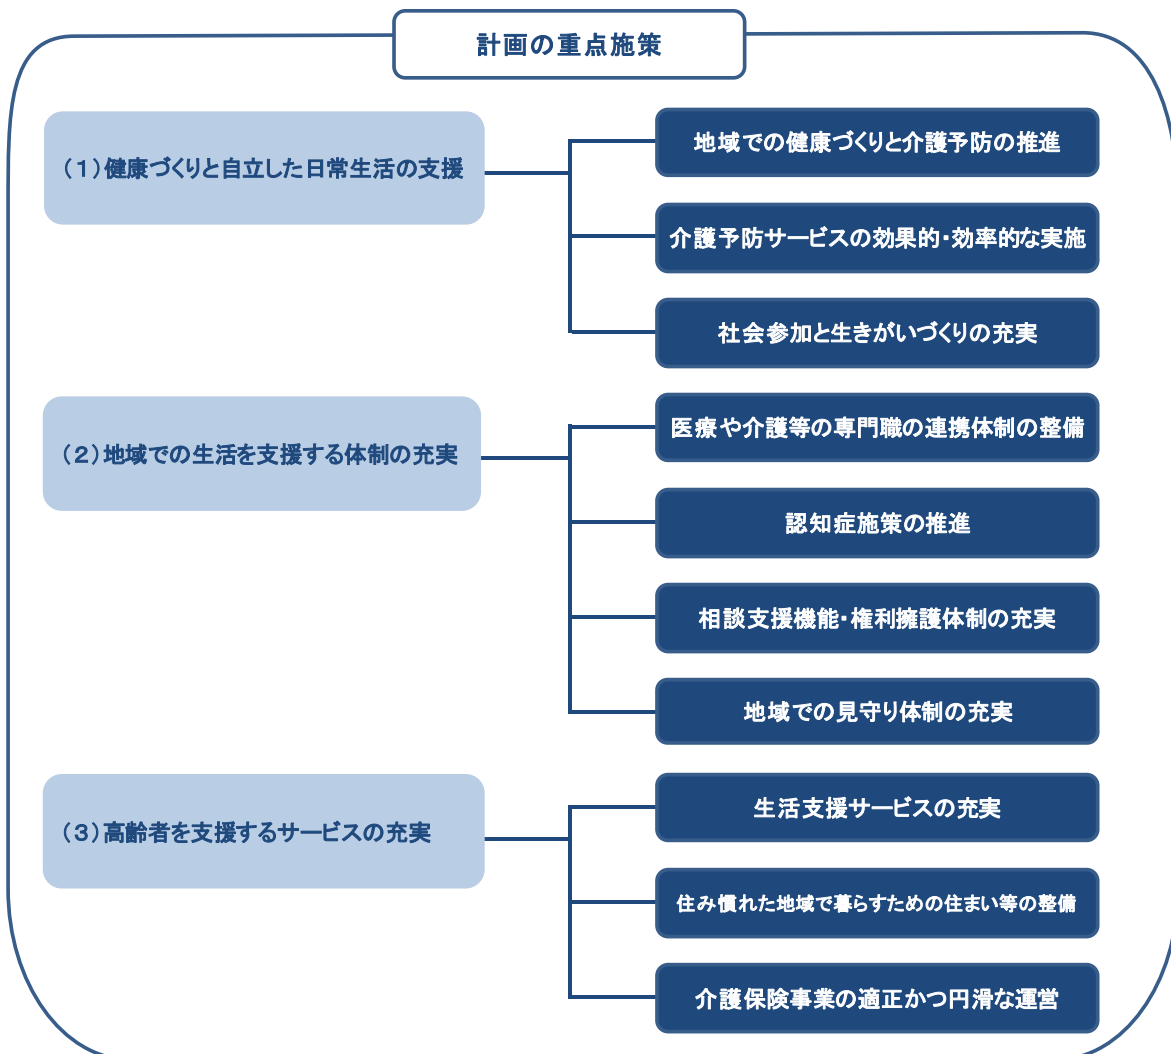 計画の重点施策
（１）健康づくりと自立した日常生活の支援
地域での健康づくりと介護予防の推進
介護予防サービスの効果的・効率的な実施
社会参加と生きがいづくりの充実
（２）地域での生活を支援する体制の充実
医療や介護等の専門職の連携体制の整備
認知症施策の推進
相談支援機能・権利擁護体制の充実
地域での見守り体制の充実
（３）高齢者を支援するサービスの充実
生活支援サービスの充実
住み慣れた地域で暮らすための住まい等の整備
介護保険事業の適正かつ円滑な運営